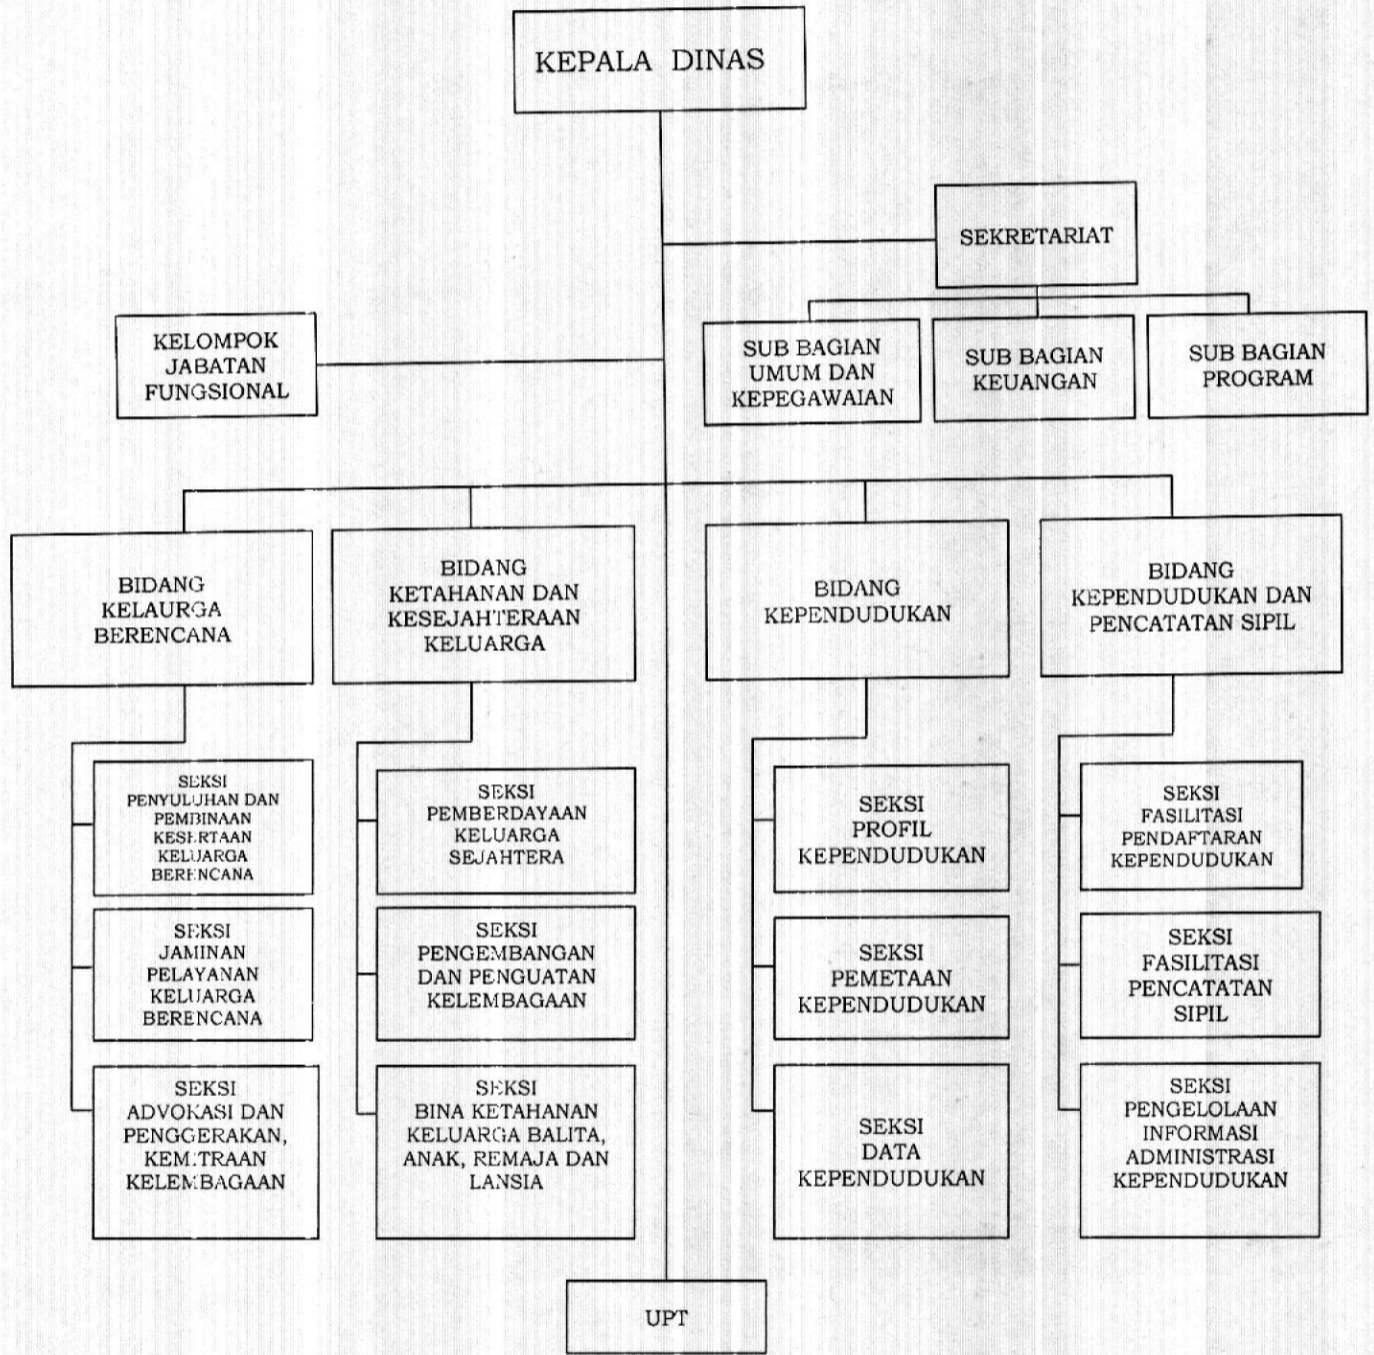 KEPALA DINAS
SEKRETARIAT
KELOMPOK
JABATAN
FUNGSIONAL
SUB BAGIAN
UMUM DAN
KEPEGAWAIAN
SUB BAGIAN
KEUANGAN
SUB BAGIAN
PROGRAM
BIDANG
KELAURGA
BERENCANA
BIDANG
KETAHANAN DAN
KESEJAHTERAAN
KELUARGA
BIDANG
KEPENDUDUKAN
BIDANG
KEPENDUDUKAN DAN
PENCATATAN SIPIL
SEKSI
PENYULUHAN DAN
PEMBINAAN
KESERTAAN
KELUARGA
BERENCANA
SEKSI
PEMBERDAYAAN
KELUARGA
SEJAHTERA
SEKSI
PROFIL
KEPENDUDUKAN
SEKSI
FASILITASI
PENDAFTARAN
KEPENDUDUKAN
SEKSI
JAMINAN
PELAYANAN
KELUARGA
BERENCANA
SEKSI
PENGEMBANGAN
DAN PENGUATAN
KELEMBAGAAN
SEKSI
PEMETAAN
KEPENDUDUKAN
SEKSI
FASILITASI
PENCATATAN
SIPIL
SEKSI
ADVOKASI DAN
PENGGERAKAN,
KEMITRAAN
KELEMBAGAAN
SEKSI
BINA KETAHANAN
KELUARGA BALITA,
ANAK, REMAJA DAN
LANSIA
SEKSI
DATA
KEPENDUDUKAN
SEKSI
PENGELOLAAN
INFORMASI
ADMINISTRASI
KEPENDUDUKAN
UPT